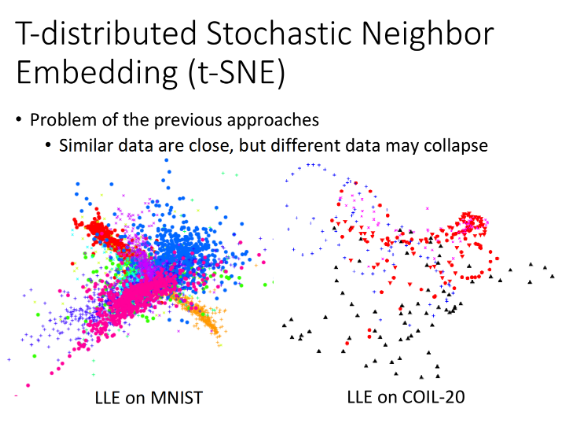 T-distributed Stochastic Neighbor
Embedding (t-SNE)
• Problem of the previous approaches
• Similar data are close, but different data may collapse
LLE on MNIST
LLE on COIL-20